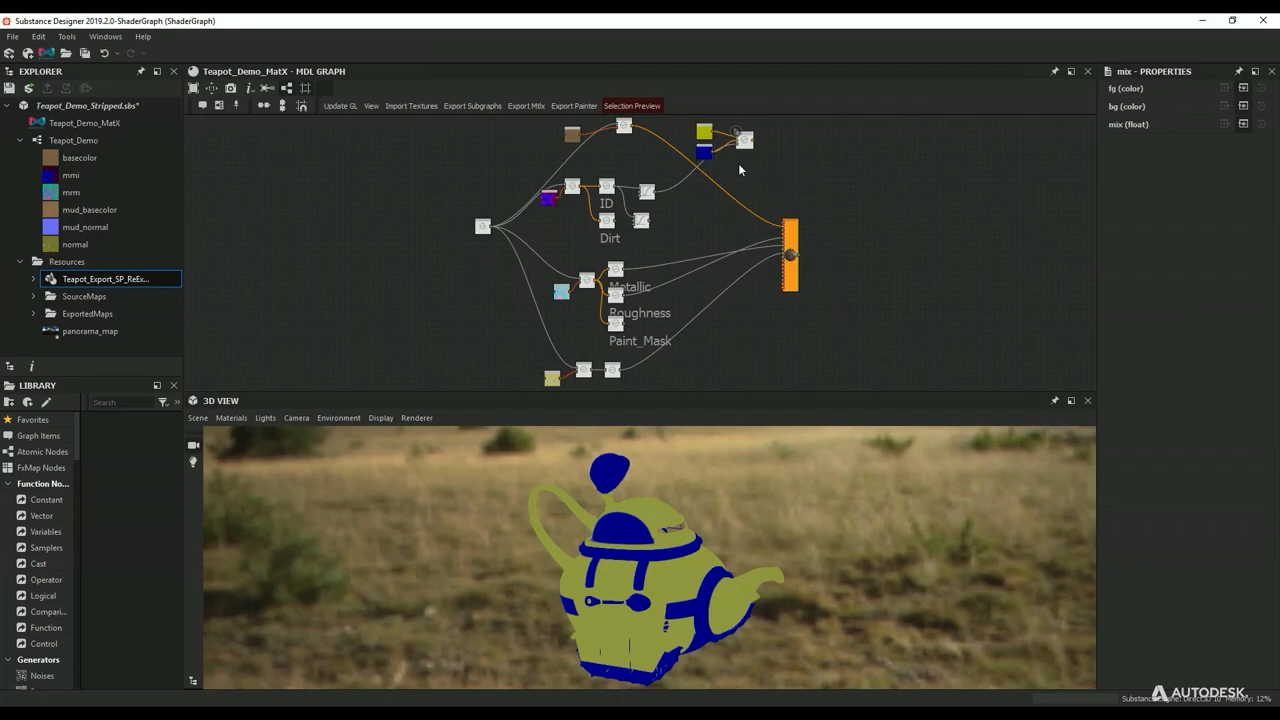 Substance Designer 2019.2.0-ShaderGraph (ShaderGraph)
File Edit Tools Windows Help
EXPLORER
Teapot_Demo_Stripped.sbs*
Teapot_Demo_MatX
Teapot_Demo
basecolor
mmi
mrm
mud_basecolor
mud_normal
normal
Resources
Teapot_Export_SP_ReEx...
SourceMaps
ExportedMaps
panorama_map
LIBRARY
Search
Favorites
Graph Items
Atomic Nodes
FxMap Nodes
Function No...
Constant
Vector
Variables
Samplers
Cast
Operator
Logical
Compari...
Function
Control
Generators
Noises
Teapot_Demo_MatX - MDL GRAPH
Update GL View Import Textures Export Subgraphs Export Mtlx Export Painter Selection Preview
ID
Dirt
Metallic
Roughness
Paint_Mask
3D VIEW
Scene Materials Lights Camera Environment Display Renderer
mix - PROPERTIES
fg (color)
bg (color)
mix (float)
AUTODESK.
Memory: 12%